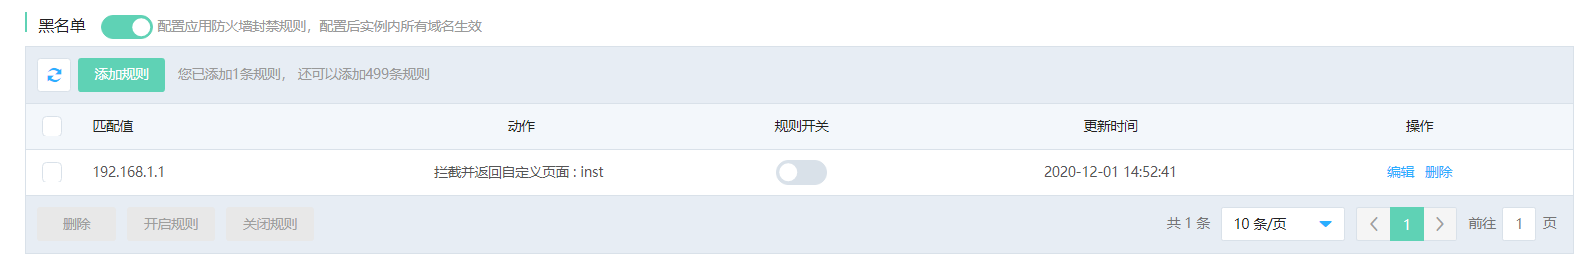 黑名单 配置应用防火墙封禁规则，配置后实例内所有域名生效
添加规则 您已添加1条规则， 还可以添加499条规则
匹配值 动作 规则开关 更新时间 操作
192.168.1.1 拦截并返回自定义页面 : inst 2020-12-01 14:52:41 编辑 删除
删除 开启规则 关闭规则 共 1 条 10 条/页 1 前往 1 页